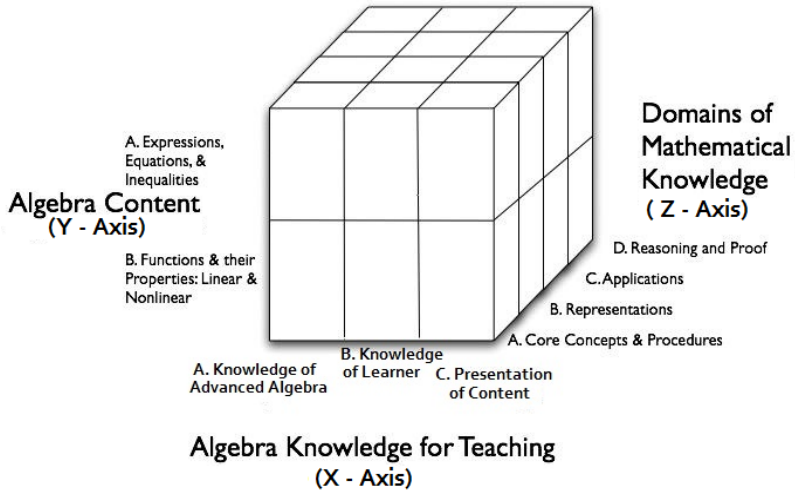 A. Expressions,
Equations, &
Inequalities
Algebra Content
(Y - Axis)
B. Functions & their
Properties: Linear &
Nonlinear
Domains of
Mathematical
Knowledge
( Z - Axis)
D. Reasoning and Proof
C. Applications
B. Representations
A. Core Concepts & Procedures
A. Knowledge of
Advanced Algebra
B. Knowledge
of Learner
C. Presentation
of Content
Algebra Knowledge for Teaching
(X - Axis)